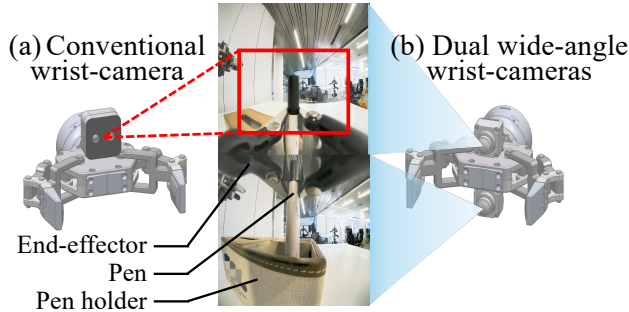 (a) Conventional
wrist-camera
(b) Dual wide-angle
wrist-cameras
End-effector
Pen
Pen holder